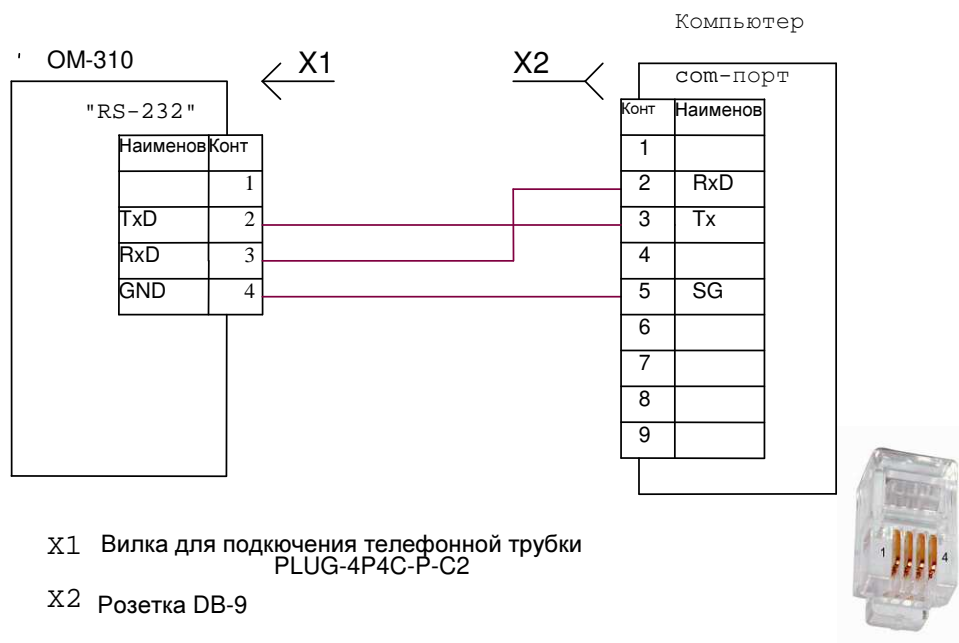 Компьютер
' OM-310
X1
X2
com-порт
"RS-232"
Наименов Конт
1
TxD 2
RxD 3
GND 4
Конт Наименов
1
2 RxD
3 Tx
4
5 SG
6
7
8
9
X1 Вилка для подкючения телефонной трубки
PLUG-4P4C-P-C2
X2 Розетка DB-9
1 4